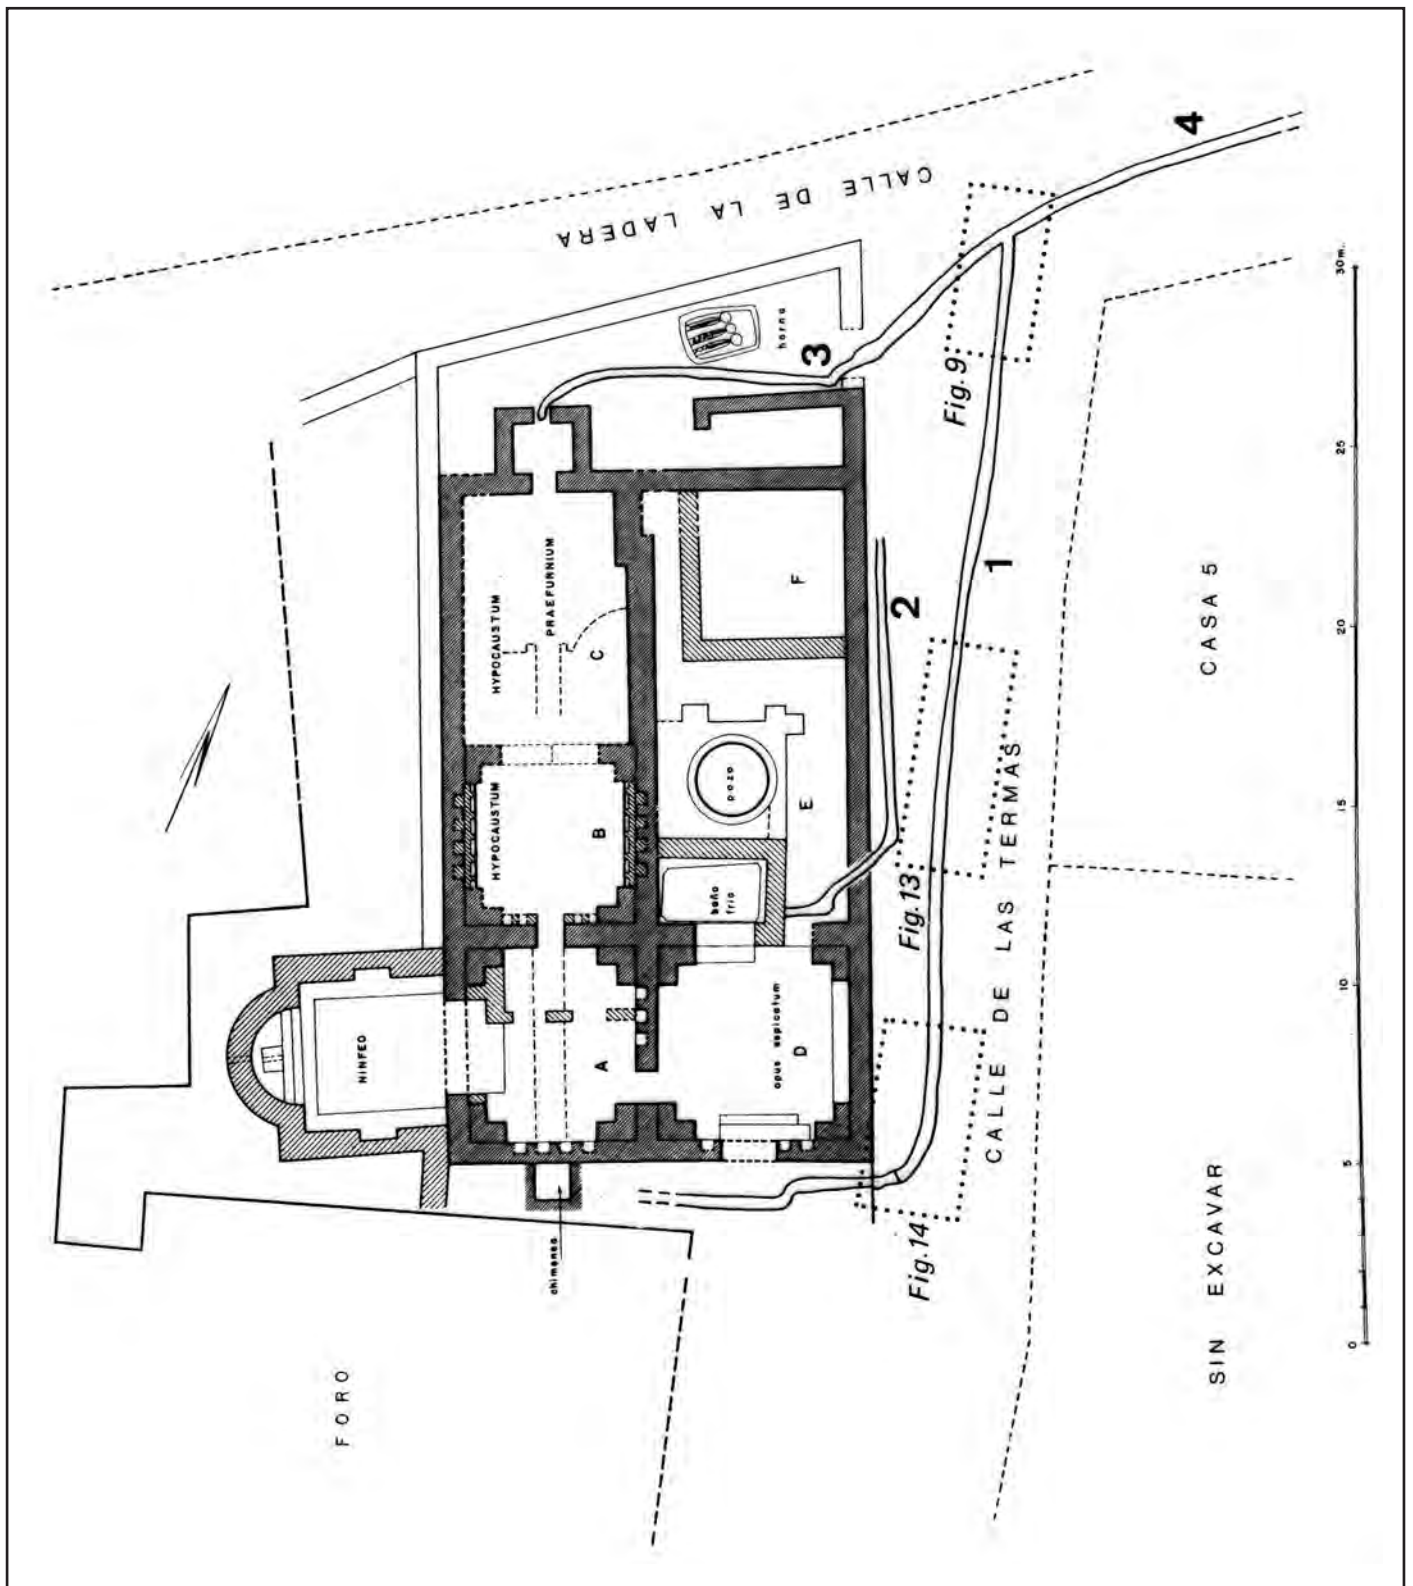 CALLE DE LA LADERA
4
horno
3
Fig. 9
HYPOCAUSTUM
PRAEFURNIUM
C
F
2
1
CASA 5
HYPOCAUSTUM
B
pozo
E
baño
frio
Fig. 13
CALLE DE LAS TERMAS
NINFEO
A
opus spicatum
D
chimenea
Fig. 14
FORO
SIN EXCAVAR
0
5
10
15
20
25
30 m.